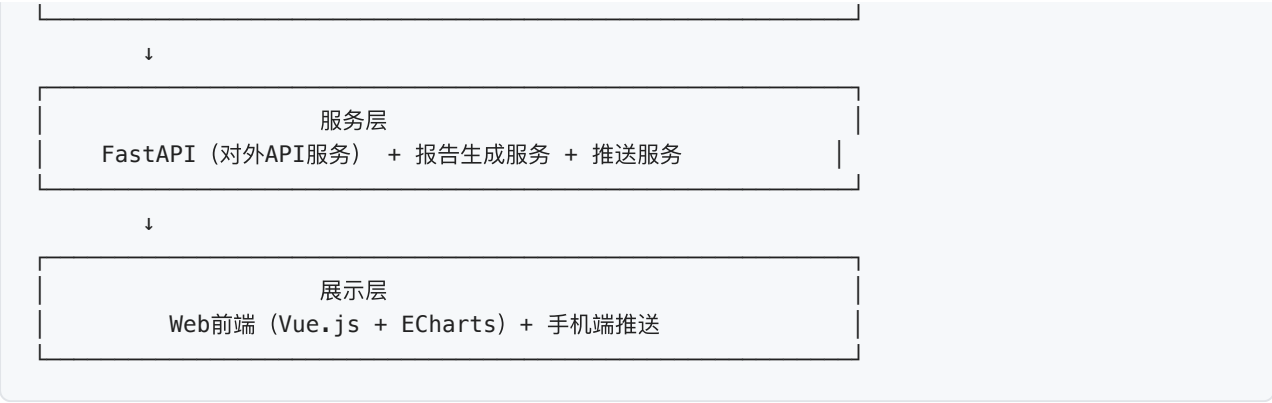 ↓
服务层
FastAPI（对外API服务） + 报告生成服务 + 推送服务
↓
展示层
Web前端（Vue.js + ECharts）+ 手机端推送